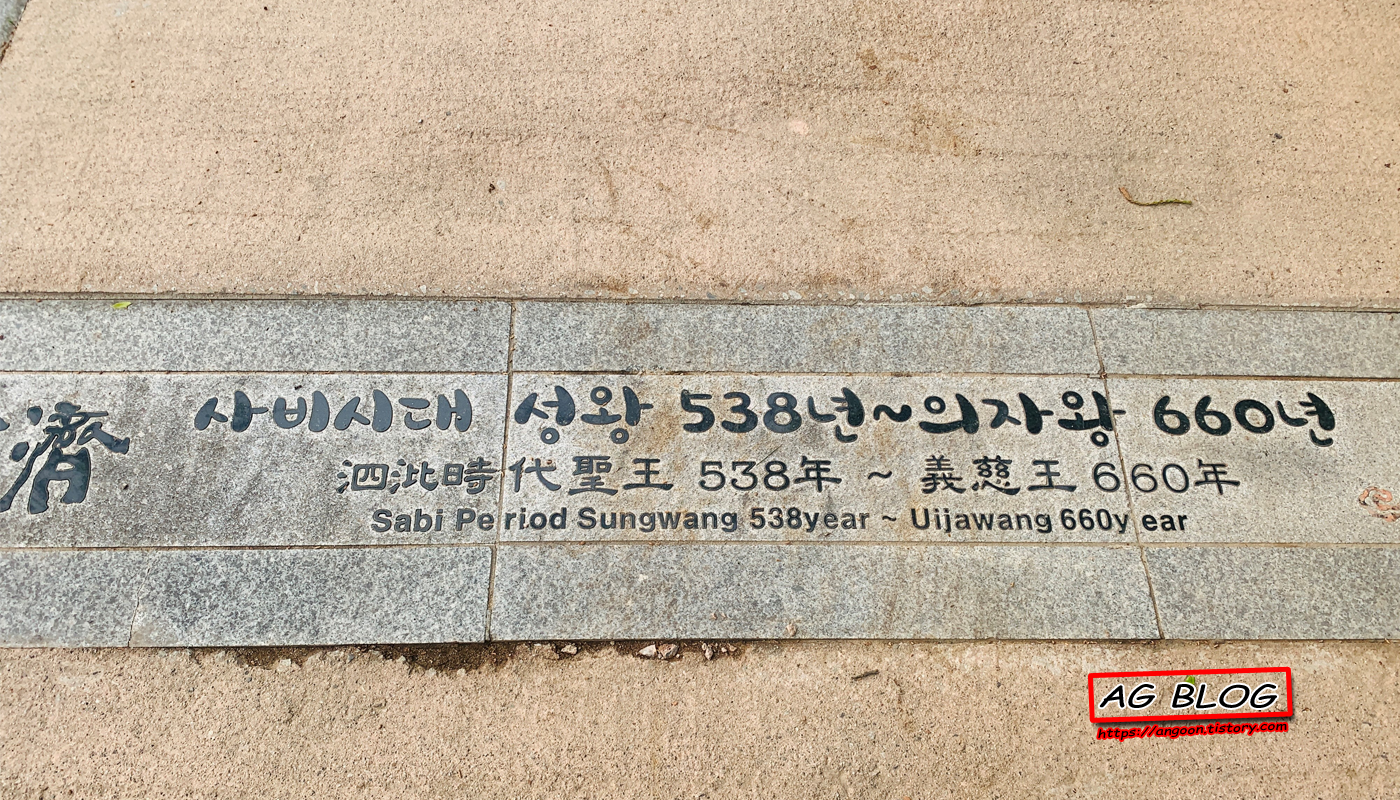 濟
사비시대 성왕 538년~의자왕 660년
泗沘時代聖王 538年 ~ 義慈王 660年
Sabi Period Sungwang 538year ~ Uijawang 660y ear
AG BLOG
https://angoon.tistory.com